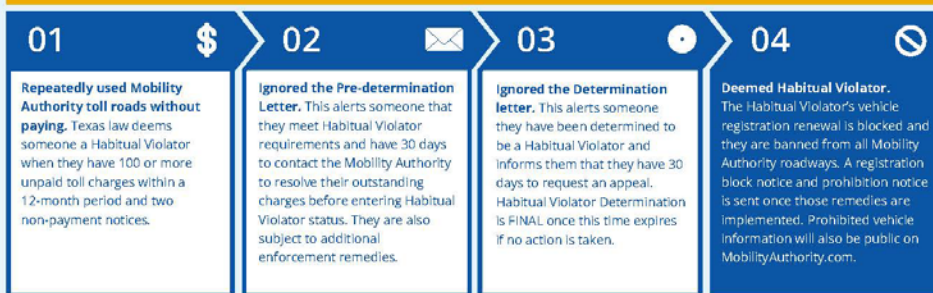 01
Repeatedly used Mobility
Authority toll roads without
paying. Texas law deems
someone a Habitual Violator
when they have 100 or more
unpaid toll charges within a
12-month period and two
non-payment notices.
02
Ignored the Pre-determination
Letter. This alerts someone that
they meet Habitual Violator
requirements and have 30 days
to contact the Mobility Authority
to resolve their outstanding
charges before entering Habitual
Violator status. They are also
subject to additional
enforcement remedies.
03
Ignored the Determination
letter. This alerts someone
they have been determined to
be a Habitual Violator and
informs them that they have 30
days to request an appeal.
Habitual Violator Determination
is FINAL once this time expires
if no action is taken.
04
Deemed Habitual Violator.
The Habitual Violator's vehicle
registration renewal is blocked and
they are banned from all Mobility
Authority roadways. A registration
block notice and prohibition notice
is sent once those remedies are
implemented. Prohibited vehicle
information will also be public on
MobilityAuthority.com.